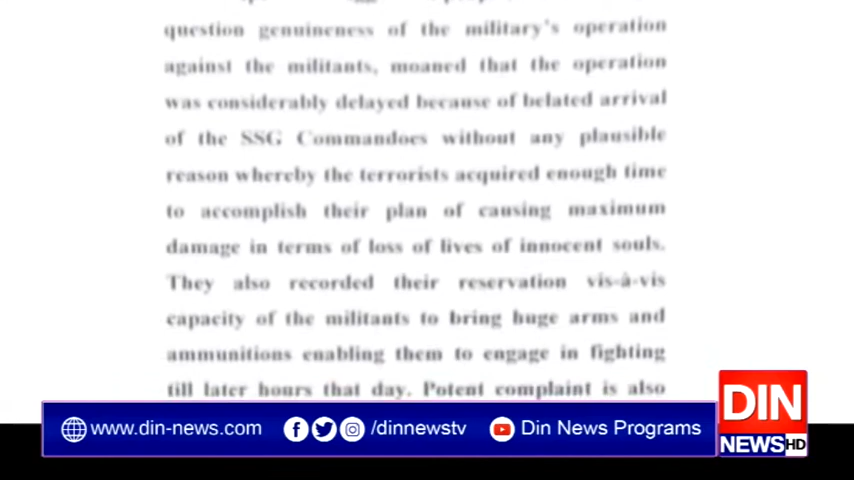 question genuineness of the military's operation
against the militants, moaned that the operation
was considerably delayed because of belated arrival
of the SSG Commandoes without any plausible
reason whereby the terrorists acquired enough time
to accomplish their plan of causing maximum
damage in terms of loss of lives of innocent souls.
They also recorded their reservation vis-à-vis
capacity of the militants to bring huge arms and
ammunitions enabling them to engage in fighting
till later hours that day. Potent complaint is also
www.din-news.com /dinnewstv Din News Programs
DIN
NEWS HD